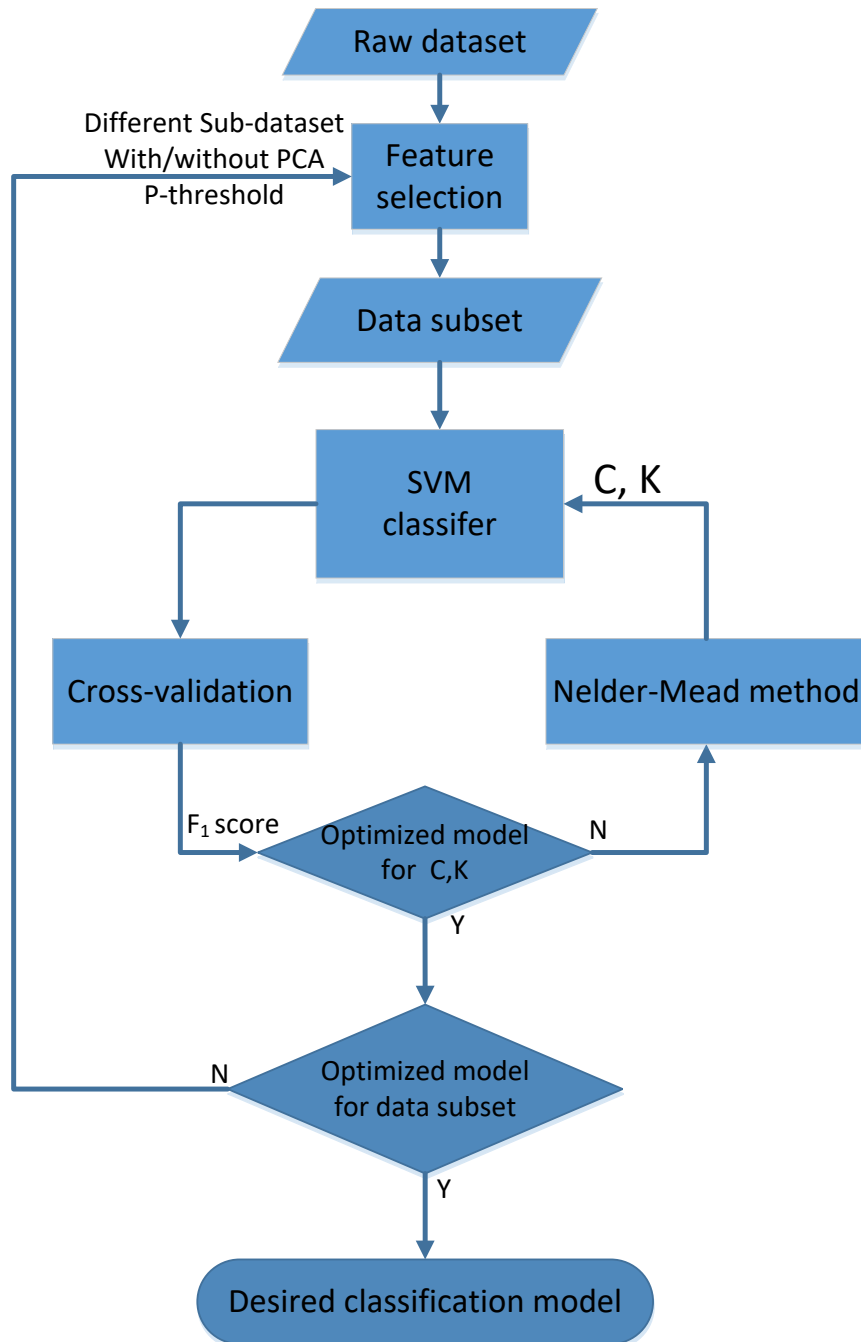 Raw dataset
Different Sub-dataset
With/without PCA
P-threshold
Feature
selection
Data subset
SVM
classifer
C, K
Cross-validation
Nelder-Mead method
F₁ score
Optimized model
for C,K
N
Y
N
Optimized model
for data subset
Y
Desired classification model